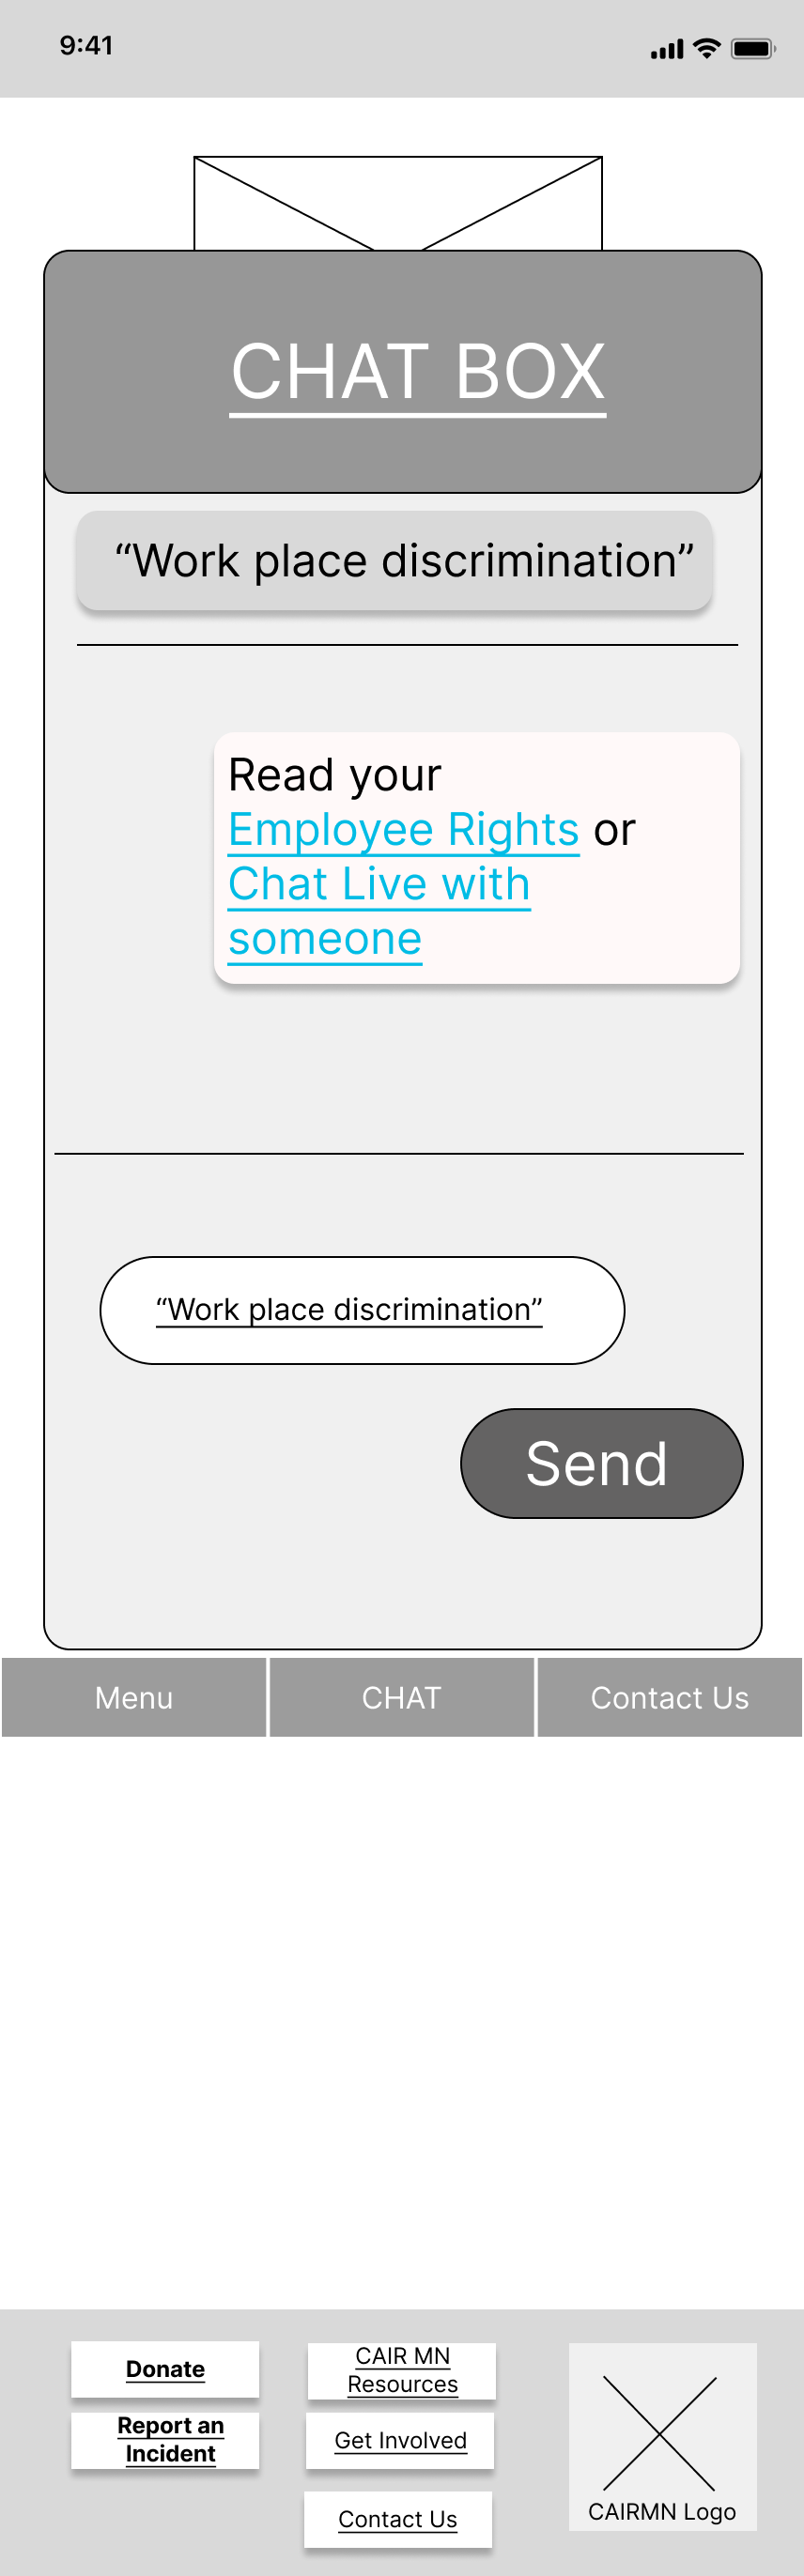 9:41
CHAT BOX
“Work place discrimination”
Read your
Employee Rights or
Chat Live with
someone
“Work place discrimination”
Send
Menu
CHAT
Contact Us
Donate
Report an
Incident
CAIR MN
Resources
Get Involved
Contact Us
CAIRMN Logo